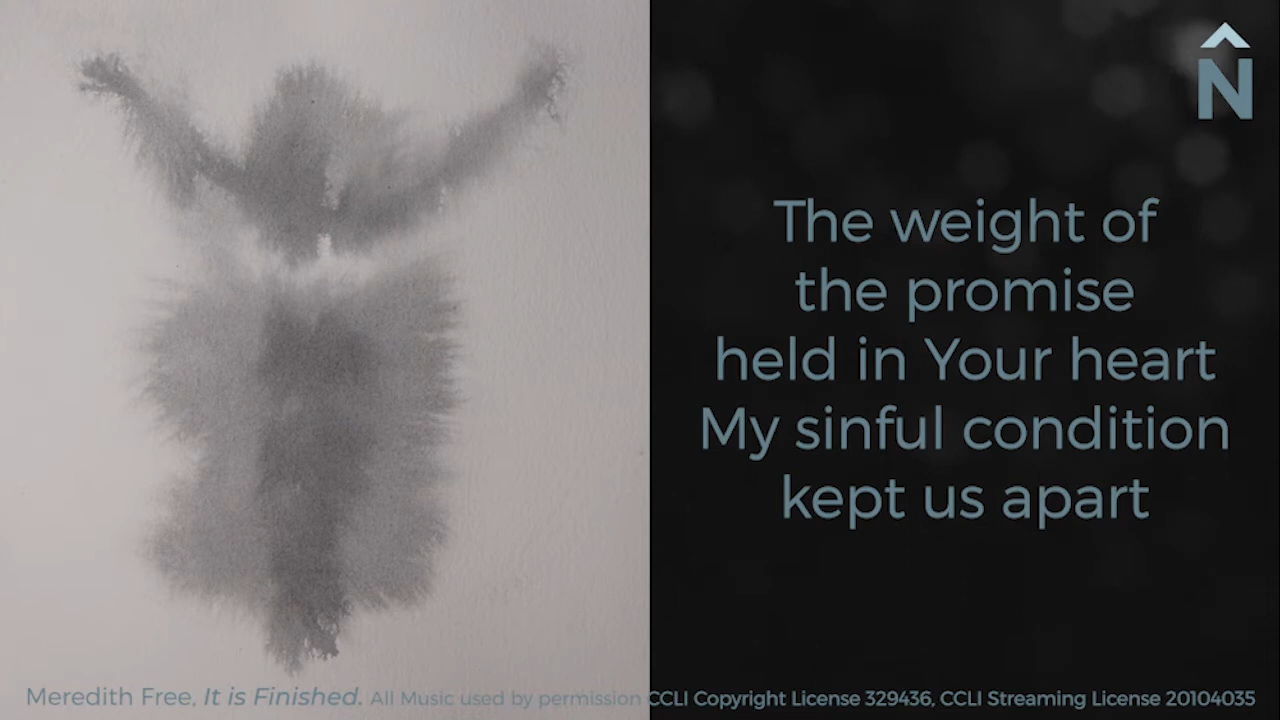 N
The weight of
the promise
held in Your heart
My sinful condition
kept us apart
Meredith Free, It is Finished. All Music used by permission CCLI Copyright License 329436, CCLI Streaming License 20104035